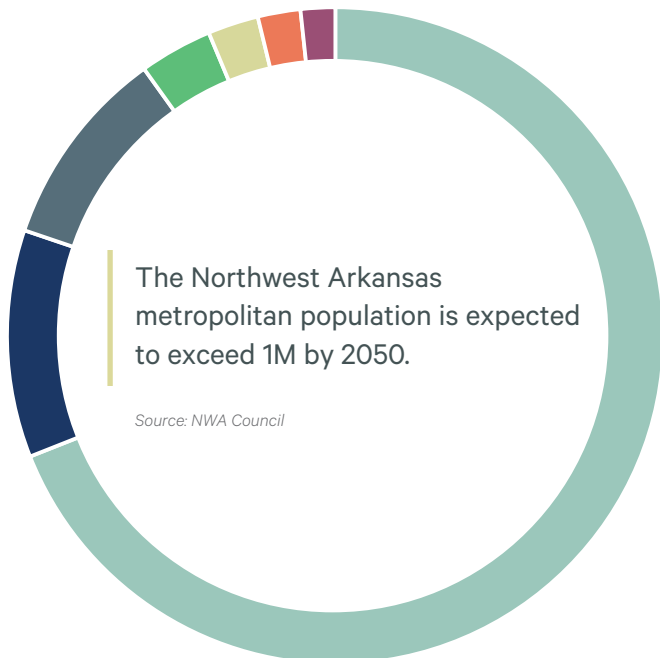 The Northwest Arkansas
metropolitan population is expected
to exceed 1M by 2050.
Source: NWA Council